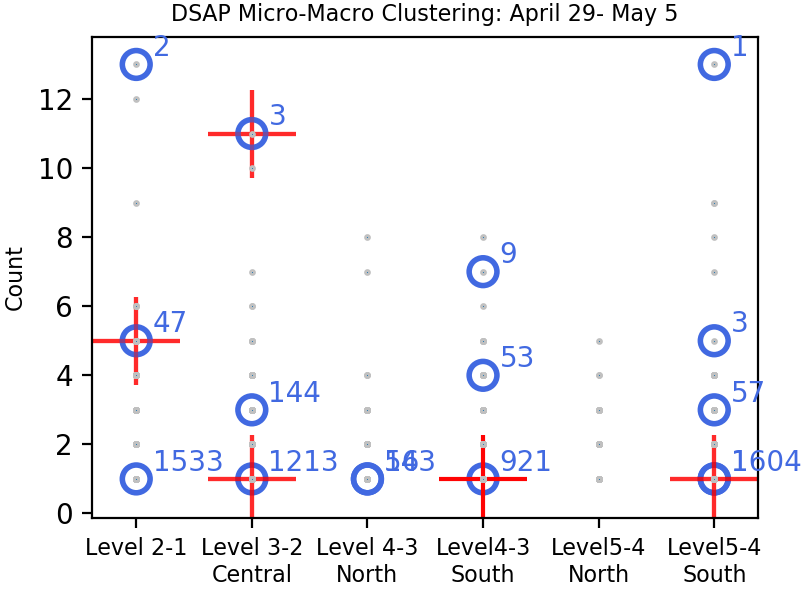 DSAP Micro-Macro Clustering: April 29- May 5
Count
12
10
8
6
4
2
0
2
47
1533
3
144
1213
9
53
921
1
3
57
1604
Level 2-1
Level 3-2
Central
Level 4-3
North
Level4-3
South
Level5-4
North
Level5-4
South